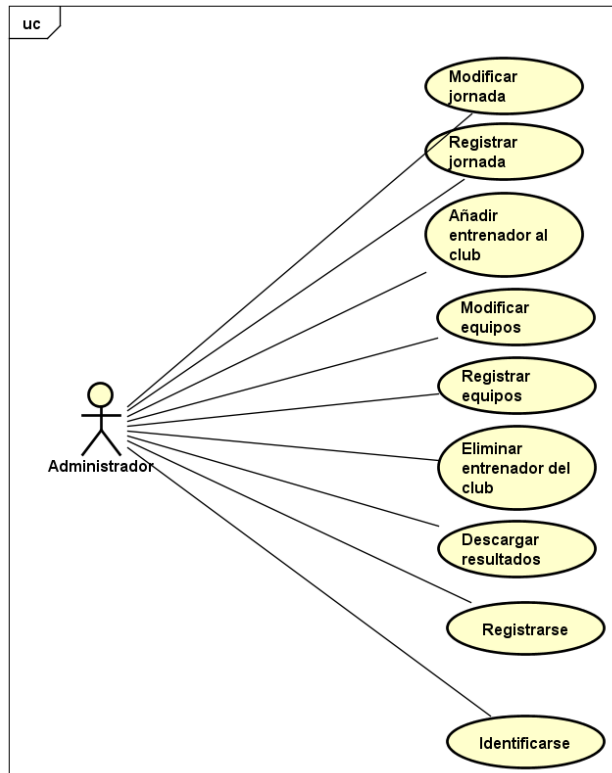 uc
Modificar
jornada
Registrar
jornada
Añadir
entrenador al
club
Modificar
equipos
Registrar
equipos
Administrador
Eliminar
entrenador del
club
Descargar
resultados
Registrarse
Identificarse